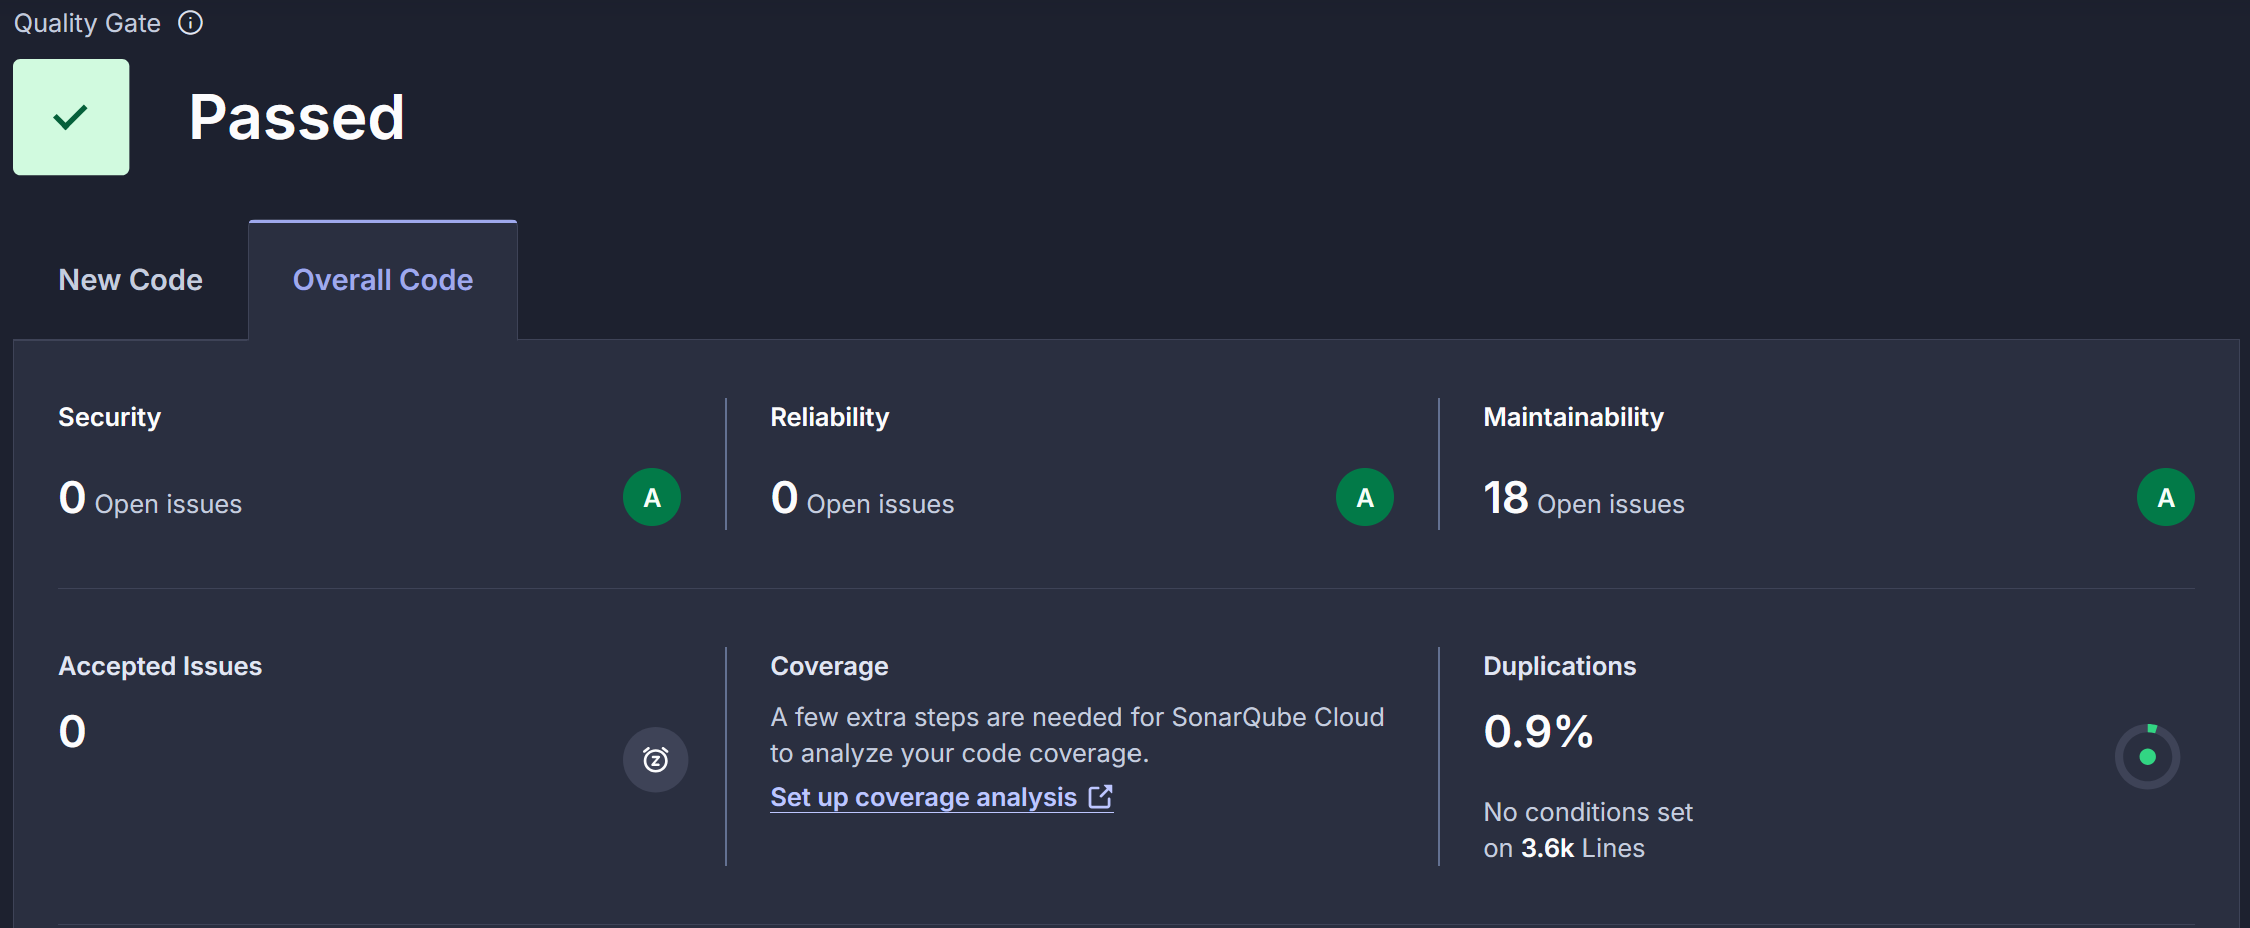 Quality Gate
Passed
New Code
Overall Code
Security
0 Open issues
A
Reliability
0 Open issues
A
Maintainability
18 Open issues
A
Accepted Issues
0
Coverage
A few extra steps are needed for SonarQube Cloud
to analyze your code coverage.
Set up coverage analysis
Duplications
0.9%
No conditions set
on 3.6k Lines